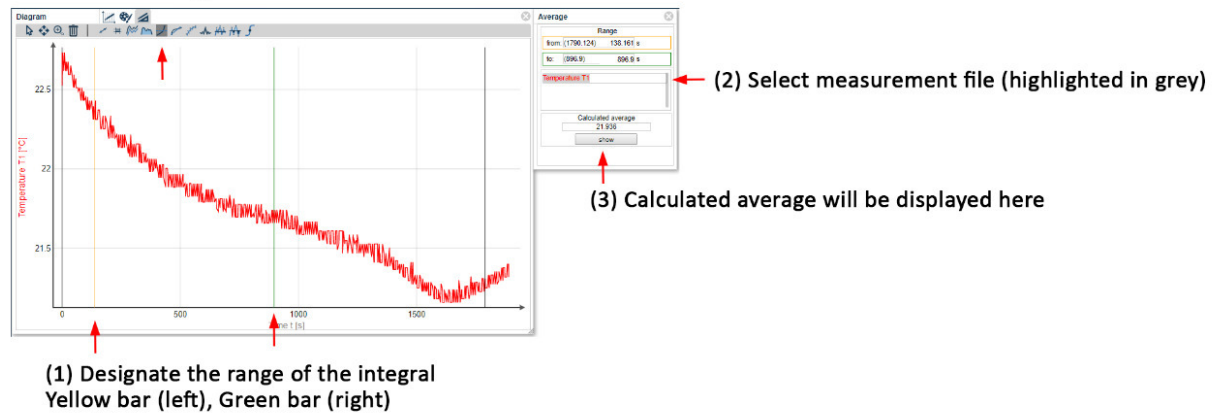 Diagram
22.5
22
21.5
Temperature T1 [°C]
0 500 1000 1500
ne t [s]
Average
Range
from: (1790.124) 138.161 s
to: (896.9) 896.9 s
Temperature T1
Calculated average
21.936
show
(2) Select measurement file (highlighted in grey)
(3) Calculated average will be displayed here
(1) Designate the range of the integral
Yellow bar (left), Green bar (right)